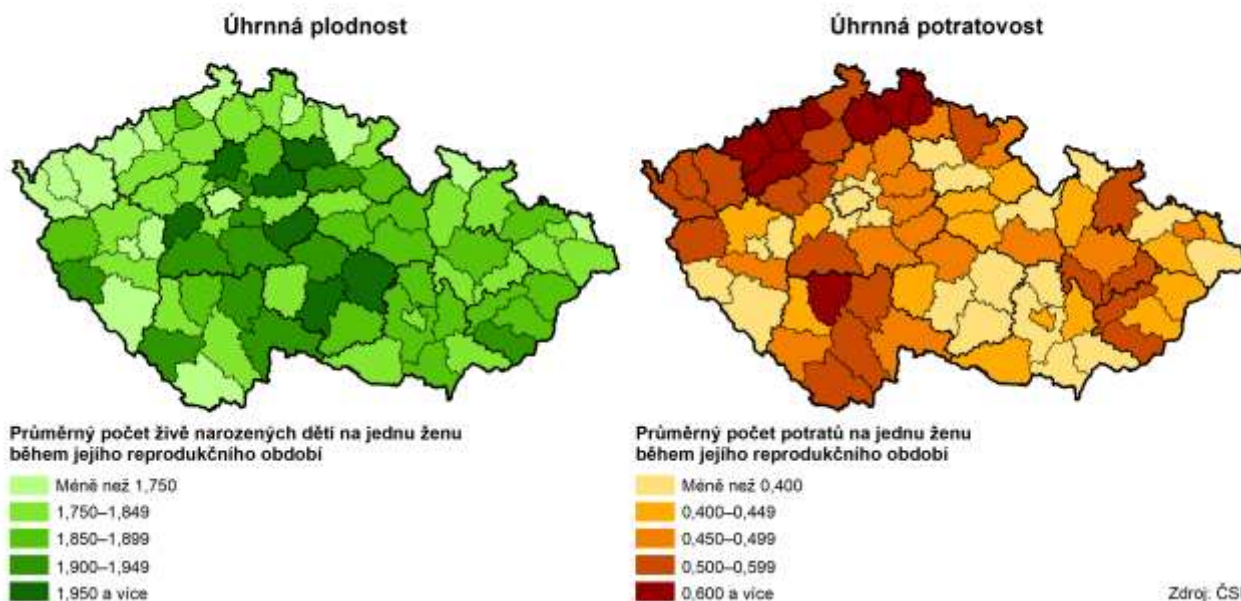 Úhrnná plodnost
Úhrnná potratovost
Průměrný počet živě narozených dětí na jednu ženu
během jejího reprodukčního období
Méně než 1,750
1,750–1,849
1,850–1,899
1,900–1,949
1,950 a více
Průměrný počet potratů na jednu ženu
během jejího reprodukčního období
Méně než 0,400
0,400–0,449
0,450–0,499
0,500–0,599
0,600 a více
Zdroj: